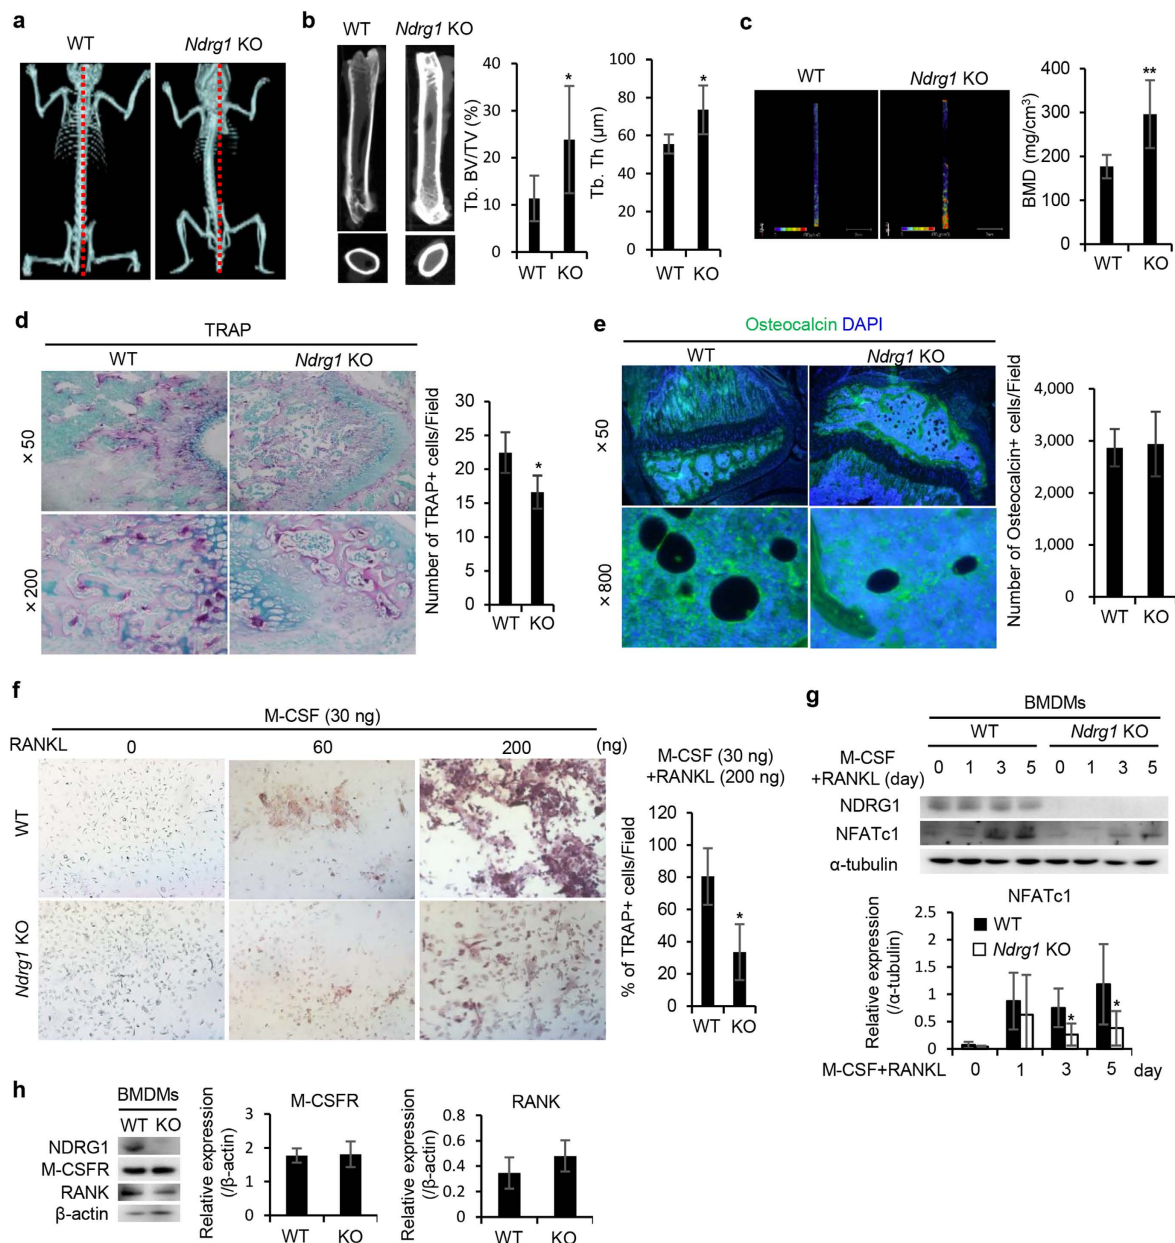 a
WT
Ndrg1 KO
b
WT
Ndrg1 KO
Tb. BV/TV (%)
40
30
20
10
0
WT
KO
*
Tb. Th (µm)
100
80
60
40
20
0
WT
KO
*
c
WT
Ndrg1 KO
BMD (mg/cm³)
400
300
200
100
0
WT
KO
**
d
TRAP
WT
Ndrg1 KO
×50
×200
Number of TRAP+ cells/Field
30
25
20
15
10
5
0
WT
KO
*
e
Osteocalcin DAPI
WT
Ndrg1 KO
×50
×800
Number of Osteocalcin+ cells/Field
4,000
3,000
2,000
1,000
0
WT
KO
f
M-CSF (30 ng)
RANKL 0 60 200 (ng)
WT
Ndrg1 KO
M-CSF (30 ng)
+RANKL (200 ng)
% of TRAP+ cells/Field
120
100
80
60
40
20
0
WT
KO
*
g
BMDMs
WT Ndrg1 KO
M-CSF
+RANKL (day) 0 1 3 5 0 1 3 5
NDRG1
NFATc1
α-tubulin
NFATc1
Relative expression
(/α-tubulin)
2.5
2
1.5
1
0.5
0
WT
Ndrg1 KO
*
*
M-CSF+RANKL 0 1 3 5 day
h
BMDMs
WT KO
NDRG1
M-CSFR
RANK
β-actin
M-CSFR
Relative expression
(/β-actin)
3
2
1
0
WT
KO
RANK
Relative expression
(/β-actin)
0.8
0.6
0.4
0.2
0
WT
KO